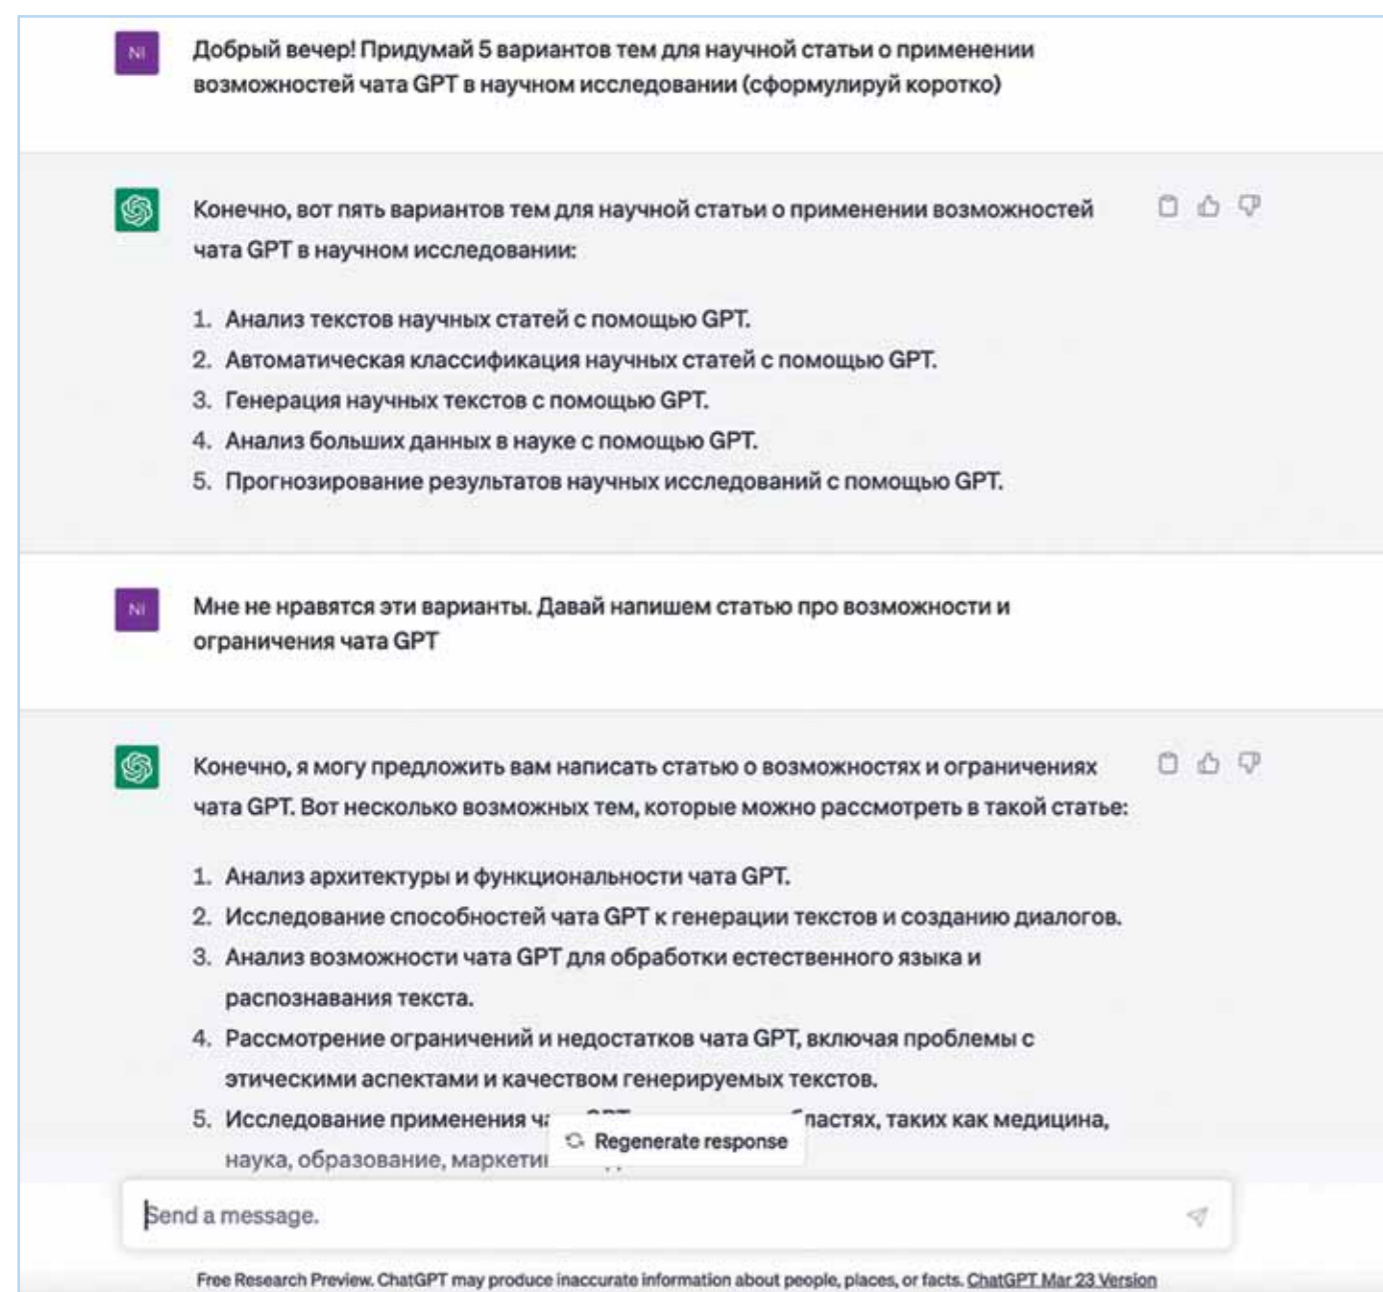 NI
Добрый вечер! Придумай 5 вариантов тем для научной статьи о применении
возможностей чата GPT в научном исследовании (сформулируй коротко)
Конечно, вот пять вариантов тем для научной статьи о применении возможностей
чата GPT в научном исследовании:
1. Анализ текстов научных статей с помощью GPT.
2. Автоматическая классификация научных статей с помощью GPT.
3. Генерация научных текстов с помощью GPT.
4. Анализ больших данных в науке с помощью GPT.
5. Прогнозирование результатов научных исследований с помощью GPT.
NI
Мне не нравятся эти варианты. Давай напишем статью про возможности и
ограничения чата GPT
Конечно, я могу предложить вам написать статью о возможностях и ограничениях
чата GPT. Вот несколько возможных тем, которые можно рассмотреть в такой статье:
1. Анализ архитектуры и функциональности чата GPT.
2. Исследование способностей чата GPT к генерации текстов и созданию диалогов.
3. Анализ возможности чата GPT для обработки естественного языка и
распознавания текста.
4. Рассмотрение ограничений и недостатков чата GPT, включая проблемы с
этическими аспектами и качеством генерируемых текстов.
5. Исследование применения таких как медицина,
наука, образование,
Regenerate response
Send a message.
Free Research Preview. ChatGPT may produce inaccurate information about people, places, or facts. ChatGPT Mar 23 Version